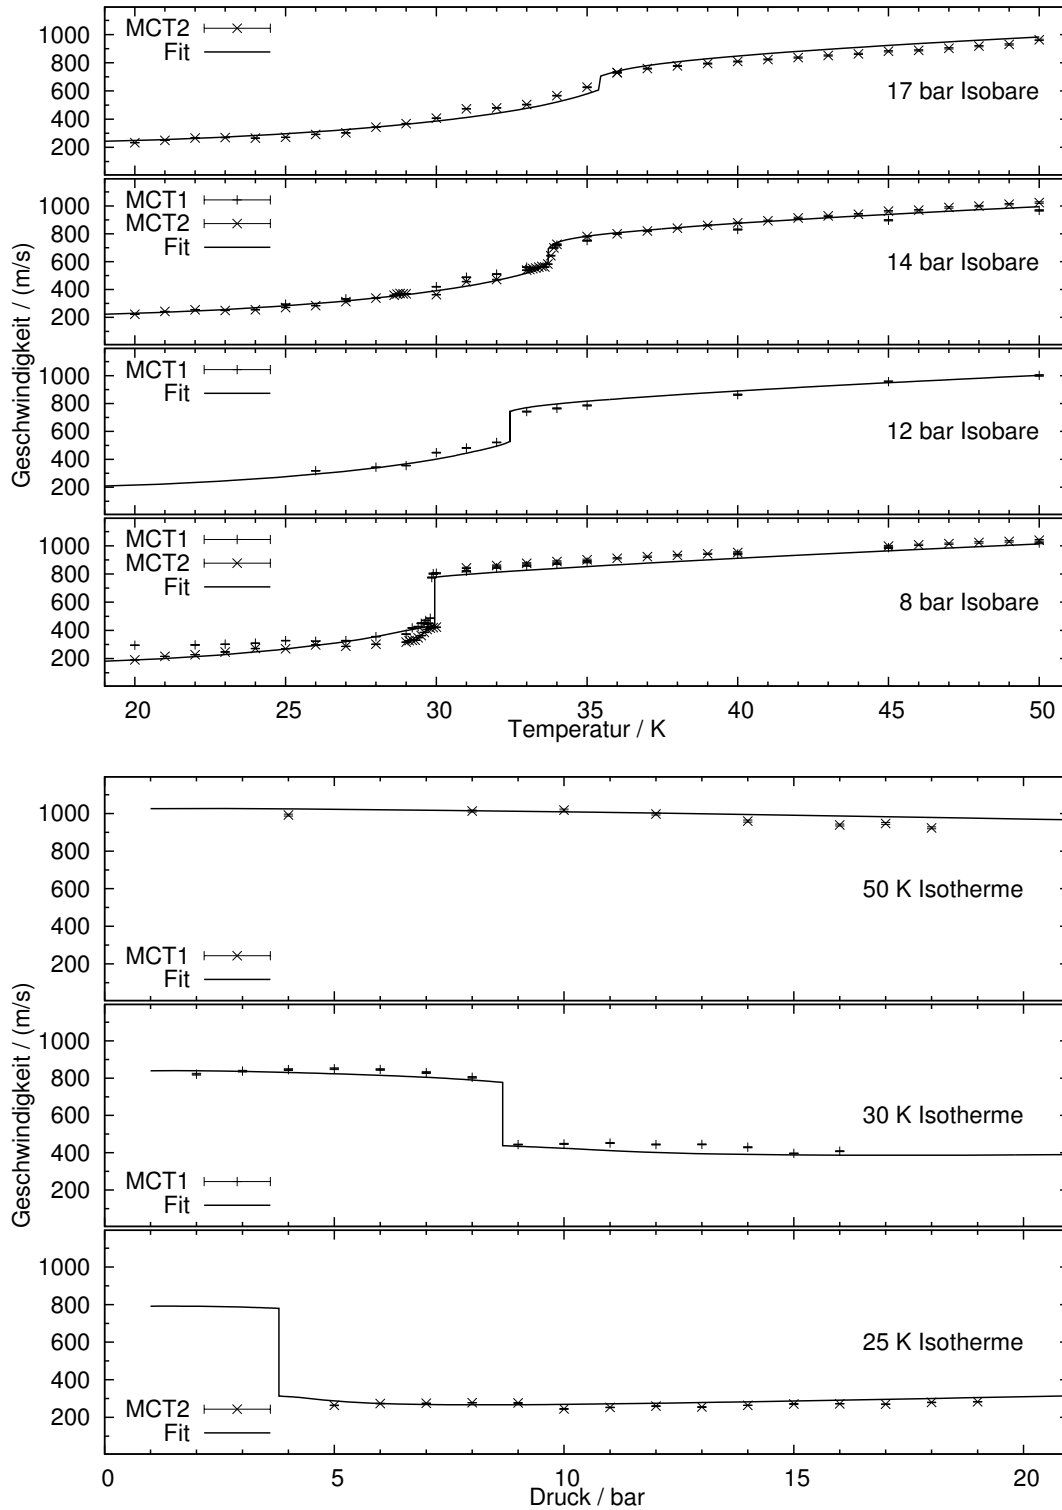 MCT2
Fit
1000
800
600
400
200
17 bar Isobare
MCT1
MCT2
Fit
1000
800
600
400
200
14 bar Isobare
MCT1
Fit
1000
800
600
400
200
12 bar Isobare
MCT1
MCT2
Fit
1000
800
600
400
200
8 bar Isobare
Geschwindigkeit / (m/s)
20 25 30 35 40 45 50
Temperatur / K
1000
800
600
400
200
50 K Isotherme
MCT1
Fit
1000
800
600
400
200
30 K Isotherme
MCT1
Fit
1000
800
600
400
200
25 K Isotherme
MCT2
Fit
Geschwindigkeit / (m/s)
0 5 10 15 20
Druck / bar